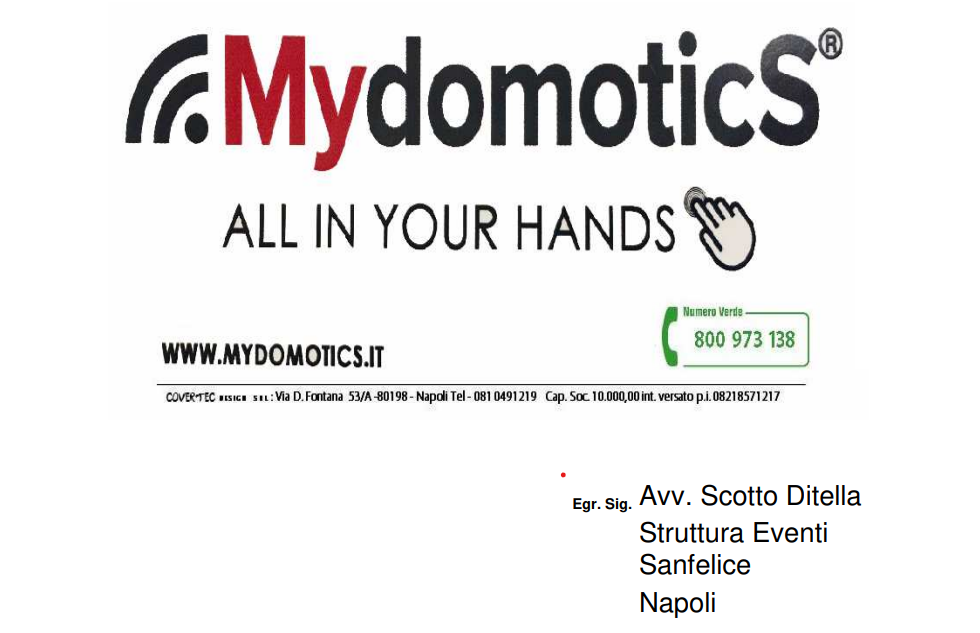 MydomoticS®
ALL IN YOUR HANDS
Numero Verde
800 973 138
WWW.MYDOMOTICS.IT
COVERTEC DESIGN SRL: Via D. Fontana 53/A -80198 - Napoli Tel - 081 0491219 Cap. Soc. 10.000,00 int. versato p.i. 08218571217
Egr. Sig. Avv. Scotto Ditella
Struttura Eventi
Sanfelice
Napoli